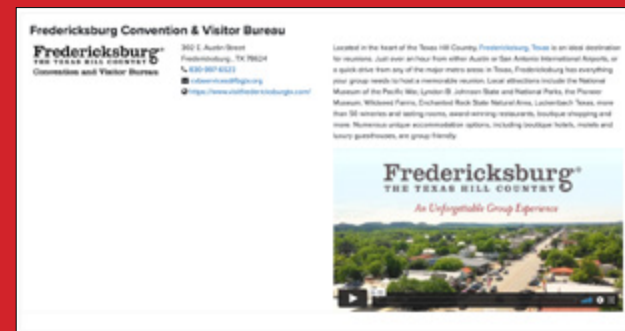 Fredericksburg Convention & Visitor Bureau
Fredericksburg
THE TEXAS HILL COUNTRY
Convention and Visitor Bureau
302 E. Austin Street
Fredericksburg, TX 78624
https://www.visitfredericksburgtx.com/
Located in the heart of the Texas Hill Country, Fredericksburg, Texas is an ideal destination
for reunions. Just over an hour from either Austin or San Antonio International Airports, or
a quick drive from any of the major metro areas in Texas, Fredericksburg has everything
your group needs to host a memorable reunion. Local attractions include the National
Museum of the Pacific War, Lyndon B. Johnson State and National Parks, the Pioneer
Museum, Wildseed Farms, Enchanted Rock State Natural Area, Luckenbach Texas, more
than 50 wineries and tasting rooms, award-winning restaurants, boutique shopping and
more. Numerous unique accommodation options, including boutique hotels, motels and
luxury guesthouses, are group friendly.
Fredericksburg
THE TEXAS HILL COUNTRY
An Unforgettable Group Experience